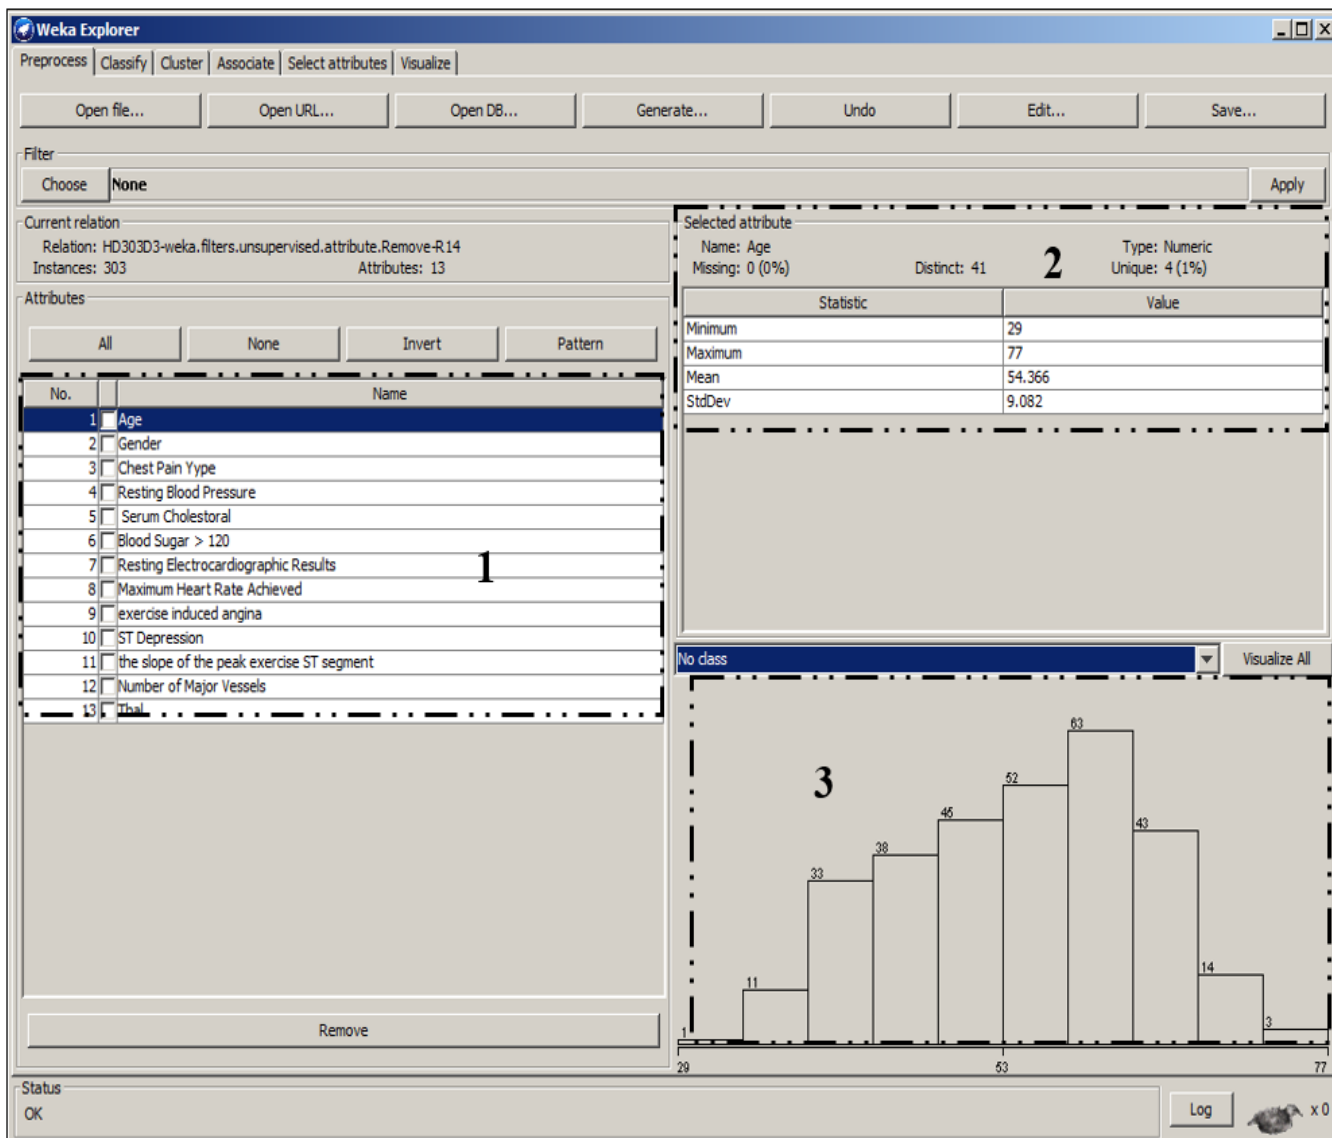 Weka Explorer
Preprocess Classify Cluster Associate Select attributes Visualize
Open file... Open URL... Open DB... Generate... Undo Edit... Save...
Filter
Choose None Apply
Current relation
Relation: HD303D3-weka.filters.unsupervised.attribute.Remove-R14
Instances: 303 Attributes: 13
Attributes
All None Invert Pattern
No. Name
1 Age
2 Gender
3 Chest Pain Yype
4 Resting Blood Pressure
5 Serum Cholestoral
6 Blood Sugar > 120
7 Resting Electrocardiographic Results
8 Maximum Heart Rate Achieved
9 exercise induced angina
10 ST Depression
11 the slope of the peak exercise ST segment
12 Number of Major Vessels
13 Thal
1
Remove
Selected attribute
Name: Age Type: Numeric
Missing: 0 (0%) Distinct: 41 Unique: 4 (1%)
2
Statistic Value
Minimum 29
Maximum 77
Mean 54.366
StdDev 9.082
No class Visualize All
3
1 11 33 38 45 52 63 43 14 3
29 53 77
Status
OK
Log x 0